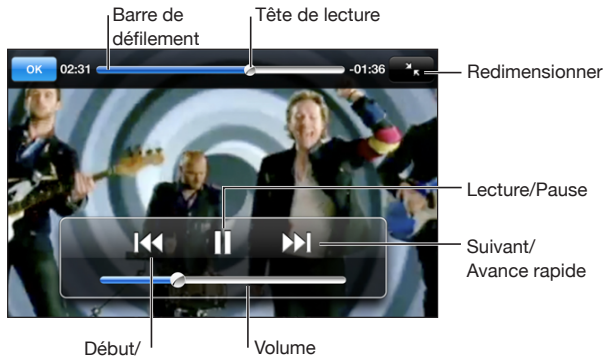 Barre de
défilement
Tête de lecture
OK 02:31 -01:36
Redimensionner
Lecture/Pause
Suivant/
Avance rapide
Début/
Volume